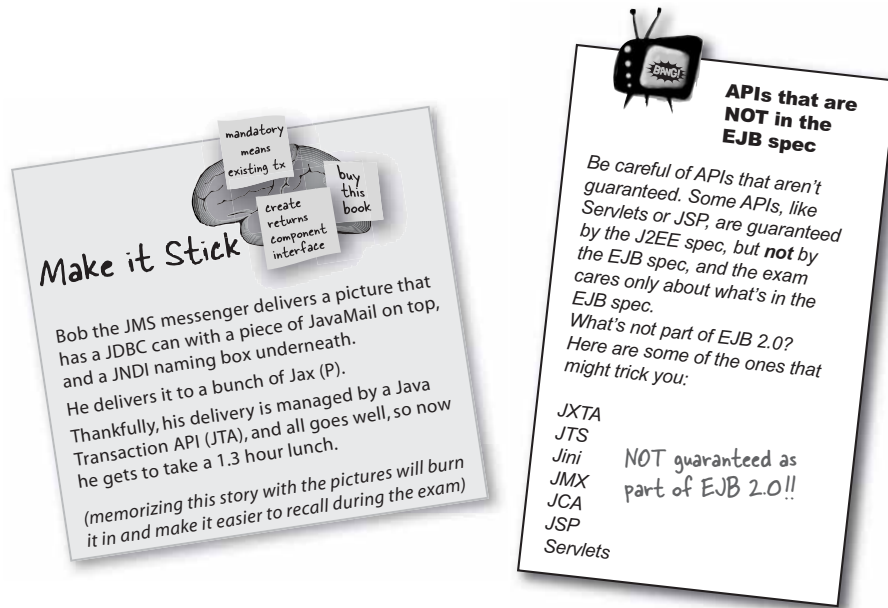 mandatory
means
existing tx
buy
this
book
create
returns
component
interface
Make it Stick
Bob the JMS messenger delivers a picture that
has a JDBC can with a piece of JavaMail on top,
and a JNDI naming box underneath.
He delivers it to a bunch of Jax (P).
Thankfully, his delivery is managed by a Java
Transaction API (JTA), and all goes well, so now
he gets to take a 1.3 hour lunch.
(memorizing this story with the pictures will burn
it in and make it easier to recall during the exam)
BANG!
APIs that are
NOT in the
EJB spec
Be careful of APIs that aren't
guaranteed. Some APIs, like
Servlets or JSP, are guaranteed
by the J2EE spec, but not by
the EJB spec, and the exam
cares only about what's in the
EJB spec.
What's not part of EJB 2.0?
Here are some of the ones that
might trick you:
JXTA
JTS
Jini
JMX
JCA
JSP
Servlets
NOT guaranteed as
part of EJB 2.0!!